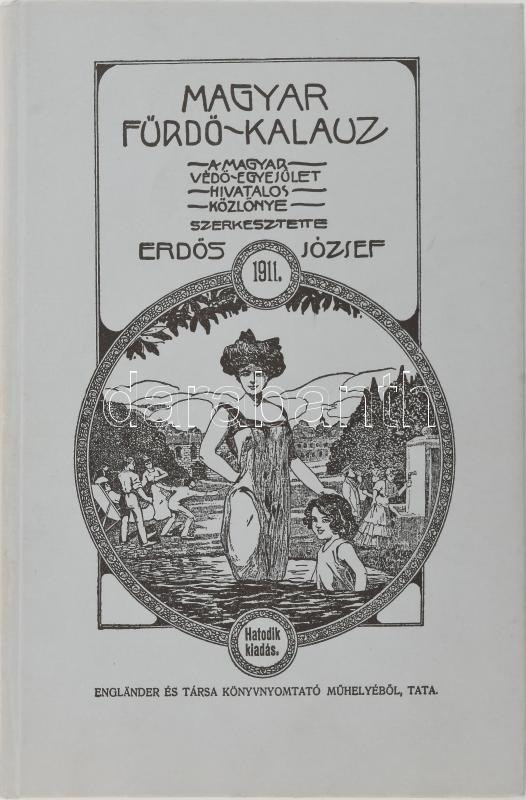 MAGYAR
FÜRDŐ-KALAUZ
A MAGYAR
VÉDŐ-EGYESÜLET
HIVATALOS
KÖZLÖNYE
SZERKESZTETTE
ERDŐS JÓZSEF
1911.
darabanth
Hatodik
kiadás.
ENGLÄNDER ÉS TÁRSA KÖNYVNYOMTATÓ MŰHELYÉBŐL, TATA.